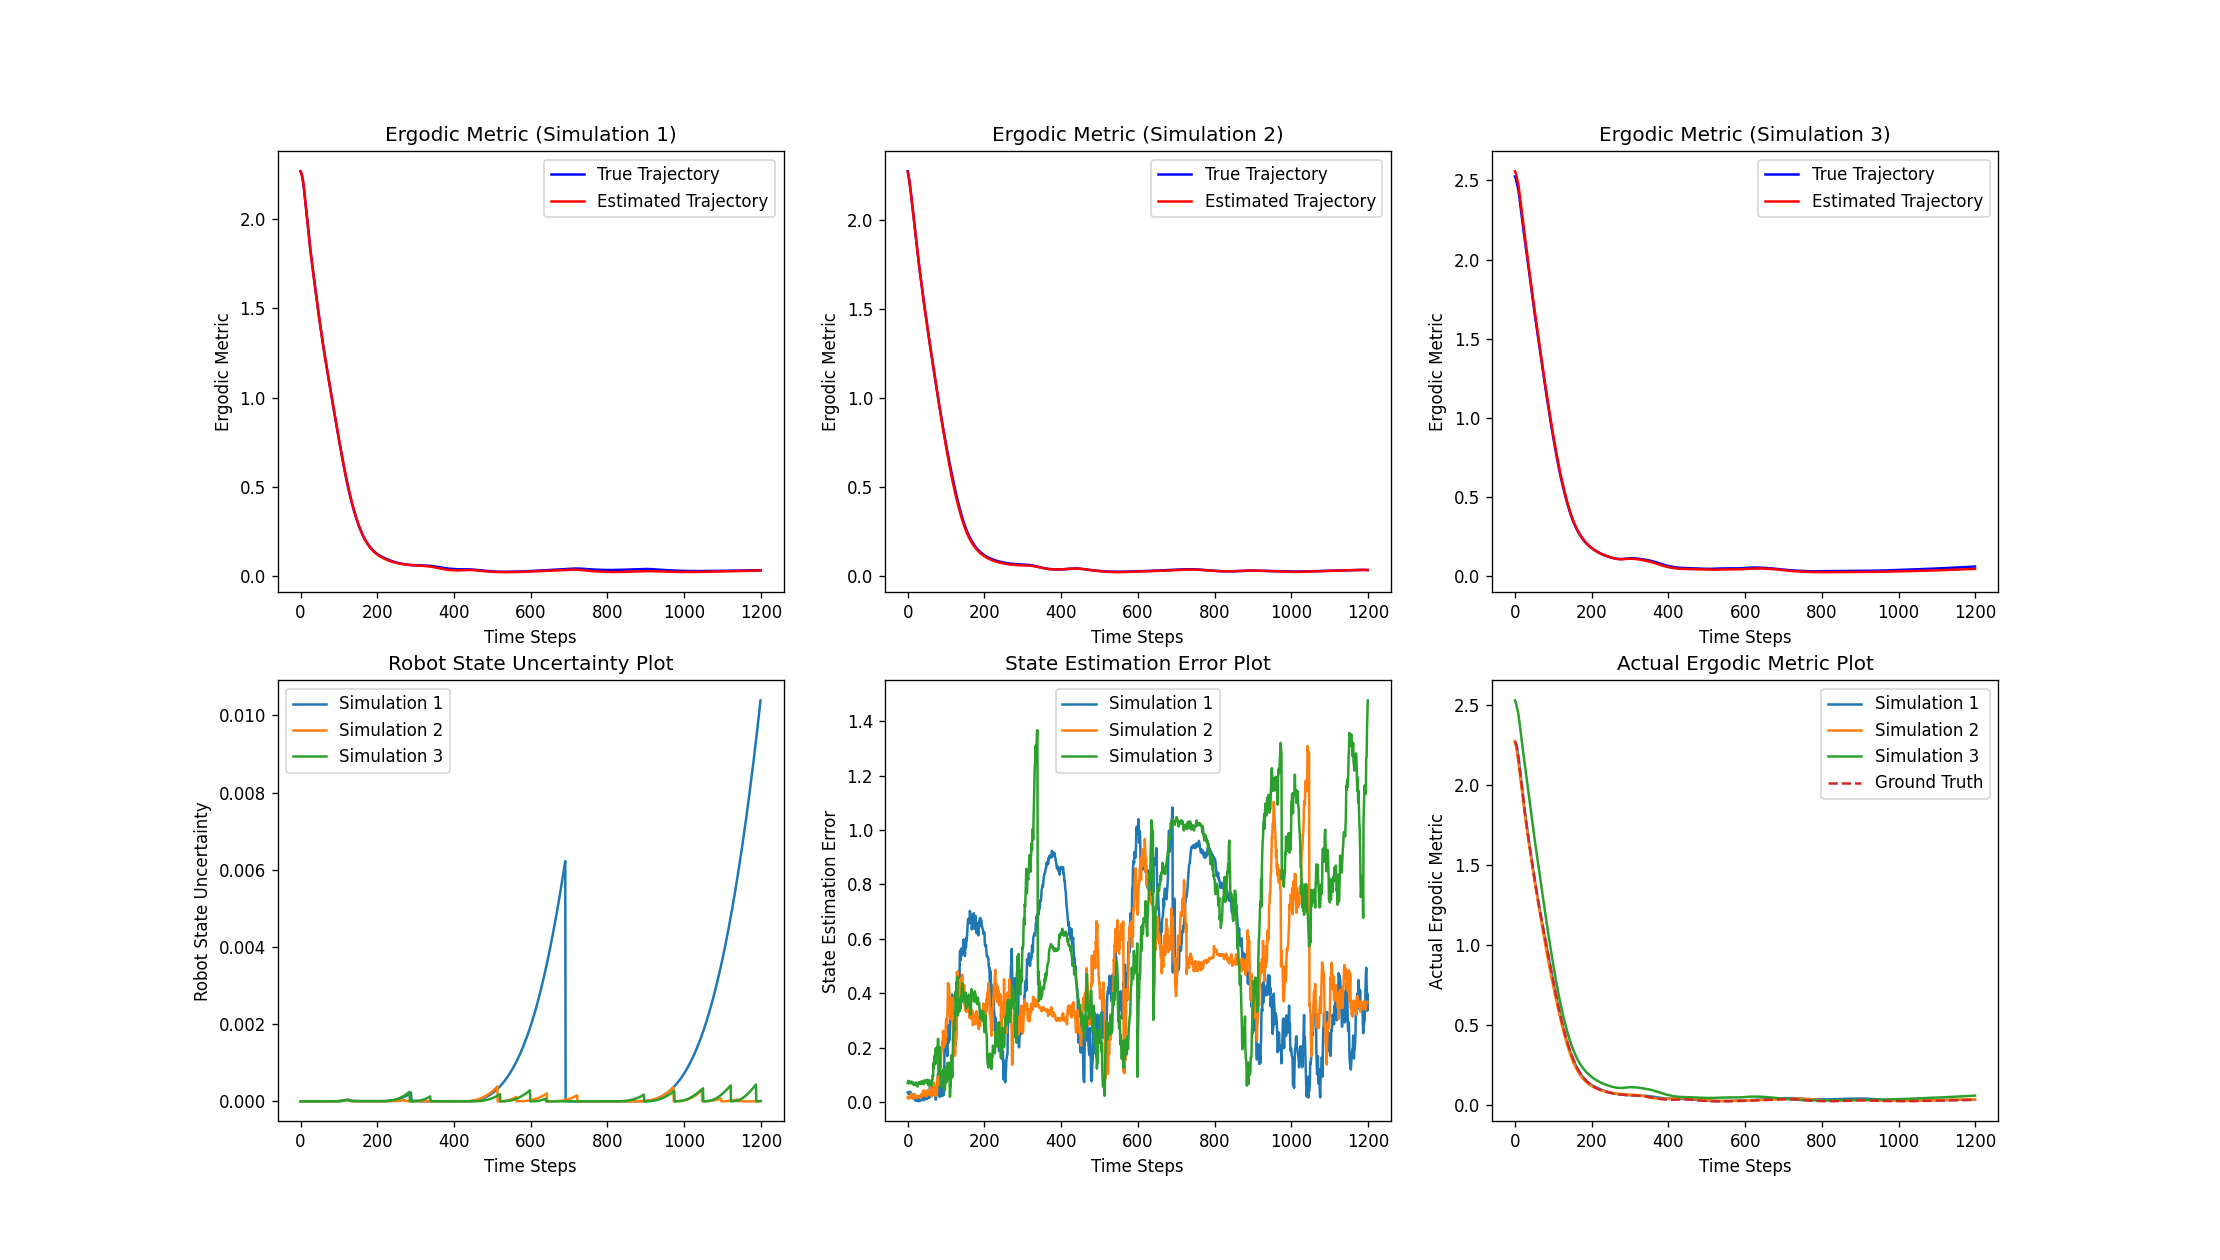 Ergodic Metric (Simulation 1)
Ergodic Metric
2.0
1.5
1.0
0.5
0.0
True Trajectory
Estimated Trajectory
0 200 400 600 800 1000 1200
Time Steps
Ergodic Metric (Simulation 2)
Ergodic Metric
2.0
1.5
1.0
0.5
0.0
True Trajectory
Estimated Trajectory
0 200 400 600 800 1000 1200
Time Steps
Ergodic Metric (Simulation 3)
Ergodic Metric
2.5
2.0
1.5
1.0
0.5
0.0
True Trajectory
Estimated Trajectory
0 200 400 600 800 1000 1200
Time Steps
Robot State Uncertainty Plot
Robot State Uncertainty
0.010
0.008
0.006
0.004
0.002
0.000
Simulation 1
Simulation 2
Simulation 3
0 200 400 600 800 1000 1200
Time Steps
State Estimation Error Plot
State Estimation Error
1.4
1.2
1.0
0.8
0.6
0.4
0.2
0.0
Simulation 1
Simulation 2
Simulation 3
0 200 400 600 800 1000 1200
Time Steps
Actual Ergodic Metric Plot
Actual Ergodic Metric
2.5
2.0
1.5
1.0
0.5
0.0
Simulation 1
Simulation 2
Simulation 3
Ground Truth
0 200 400 600 800 1000 1200
Time Steps